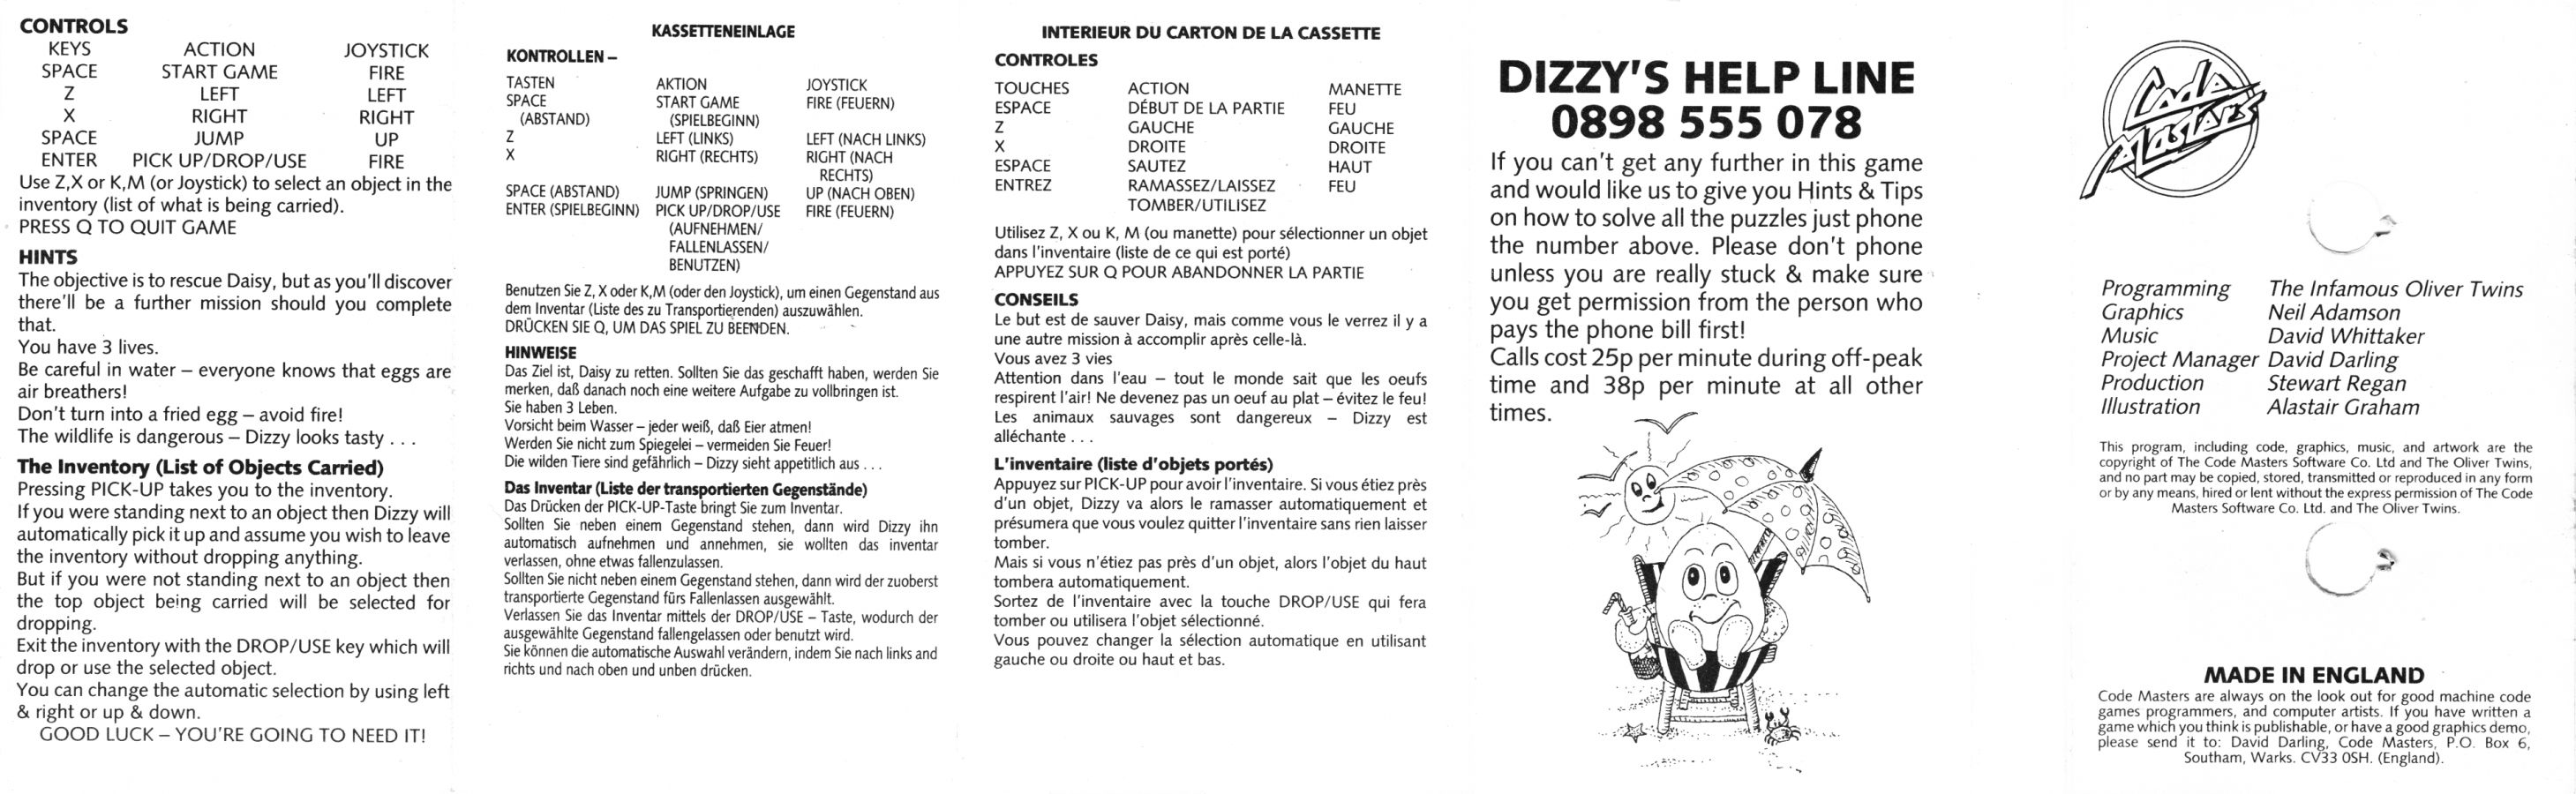 CONTROLS
KEYS ACTION JOYSTICK
SPACE START GAME FIRE
Z LEFT LEFT
X RIGHT RIGHT
SPACE JUMP UP
ENTER PICK UP/DROP/USE FIRE
Use Z,X or K,M (or Joystick) to select an object in the
inventory (list of what is being carried).
PRESS Q TO QUIT GAME
HINTS
The objective is to rescue Daisy, but as you'll discover
there'll be a further mission should you complete
that.
You have 3 lives.
Be careful in water – everyone knows that eggs are
air breathers!
Don't turn into a fried egg – avoid fire!
The wildlife is dangerous – Dizzy looks tasty . . .
The Inventory (List of Objects Carried)
Pressing PICK-UP takes you to the inventory.
If you were standing next to an object then Dizzy will
automatically pick it up and assume you wish to leave
the inventory without dropping anything.
But if you were not standing next to an object then
the top object being carried will be selected for
dropping.
Exit the inventory with the DROP/USE key which will
drop or use the selected object.
You can change the automatic selection by using left
& right or up & down.
GOOD LUCK – YOU'RE GOING TO NEED IT!
KASSETTENEINLAGE
KONTROLLEN –
TASTEN AKTION JOYSTICK
SPACE START GAME FIRE (FEUERN)
(ABSTAND) (SPIELBEGINN)
Z LEFT (LINKS) LEFT (NACH LINKS)
X RIGHT (RECHTS) RIGHT (NACH
RECHTS)
SPACE (ABSTAND) JUMP (SPRINGEN) UP (NACH OBEN)
ENTER (SPIELBEGINN) PICK UP/DROP/USE FIRE (FEUERN)
(AUFNEHMEN/
FALLENLASSEN/
BENUTZEN)
Benutzen Sie Z, X oder K,M (oder den Joystick), um einen Gegenstand aus
dem Inventar (Liste des zu Transportierenden) auszuwählen.
DRÜCKEN SIE Q, UM DAS SPIEL ZU BEENDEN.
HINWEISE
Das Ziel ist, Daisy zu retten. Sollten Sie das geschafft haben, werden Sie
merken, daß danach noch eine weitere Aufgabe zu vollbringen ist.
Sie haben 3 Leben.
Vorsicht beim Wasser – jeder weiß, daß Eier atmen!
Werden Sie nicht zum Spiegelei – vermeiden Sie Feuer!
Die wilden Tiere sind gefährlich – Dizzy sieht appetitlich aus . . .
Das Inventar (Liste der transportierten Gegenstände)
Das Drücken der PICK-UP-Taste bringt Sie zum Inventar.
Sollten Sie neben einem Gegenstand stehen, dann wird Dizzy ihn
automatisch aufnehmen und annehmen, sie wollten das inventar
verlassen, ohne etwas fallenzulassen.
Sollten Sie nicht neben einem Gegenstand stehen, dann wird der zuoberst
transportierte Gegenstand fürs Fallenlassen ausgewählt.
Verlassen Sie das Inventar mittels der DROP/USE – Taste, wodurch der
ausgewählte Gegenstand fallengelassen oder benutzt wird.
Sie können die automatische Auswahl verändern, indem Sie nach links and
richts und nach oben und unben drücken.
INTERIEUR DU CARTON DE LA CASSETTE
CONTROLES
TOUCHES ACTION MANETTE
ESPACE DÉBUT DE LA PARTIE FEU
Z GAUCHE GAUCHE
X DROITE DROITE
ESPACE SAUTEZ HAUT
ENTREZ RAMASSEZ/LAISSEZ FEU
TOMBER/UTILISEZ
Utilisez Z, X ou K, M (ou manette) pour sélectionner un objet
dans l'inventaire (liste de ce qui est porté)
APPUYEZ SUR Q POUR ABANDONNER LA PARTIE
CONSEILS
Le but est de sauver Daisy, mais comme vous le verrez il y a
une autre mission à accomplir après celle-là.
Vous avez 3 vies
Attention dans l'eau – tout le monde sait que les oeufs
respirent l'air! Ne devenez pas un oeuf au plat – évitez le feu!
Les animaux sauvages sont dangereux – Dizzy est
alléchante . . .
L'inventaire (liste d'objets portés)
Appuyez sur PICK-UP pour avoir l'inventaire. Si vous étiez près
d'un objet, Dizzy va alors le ramasser automatiquement et
présumera que vous voulez quitter l'inventaire sans rien laisser
tomber.
Mais si vous n'étiez pas près d'un objet, alors l'objet du haut
tombera automatiquement.
Sortez de l'inventaire avec la touche DROP/USE qui fera
tomber ou utilisera l'objet sélectionné.
Vous pouvez changer la sélection automatique en utilisant
gauche ou droite ou haut et bas.
DIZZY'S HELP LINE
0898 555 078
If you can't get any further in this game
and would like us to give you Hints & Tips
on how to solve all the puzzles just phone
the number above. Please don't phone
unless you are really stuck & make sure
you get permission from the person who
pays the phone bill first!
Calls cost 25p per minute during off-peak
time and 38p per minute at all other
times.
Code
Masters
Programming The Infamous Oliver Twins
Graphics Neil Adamson
Music David Whittaker
Project Manager David Darling
Production Stewart Regan
Illustration Alastair Graham
This program, including code, graphics, music, and artwork are the
copyright of The Code Masters Software Co. Ltd and The Oliver Twins,
and no part may be copied, stored, transmitted or reproduced in any form
or by any means, hired or lent without the express permission of The Code
Masters Software Co. Ltd. and The Oliver Twins.
MADE IN ENGLAND
Code Masters are always on the look out for good machine code
games programmers, and computer artists. If you have written a
game which you think is publishable, or have a good graphics demo,
please send it to: David Darling, Code Masters, P.O. Box 6,
Southam, Warks. CV33 0SH. (England).